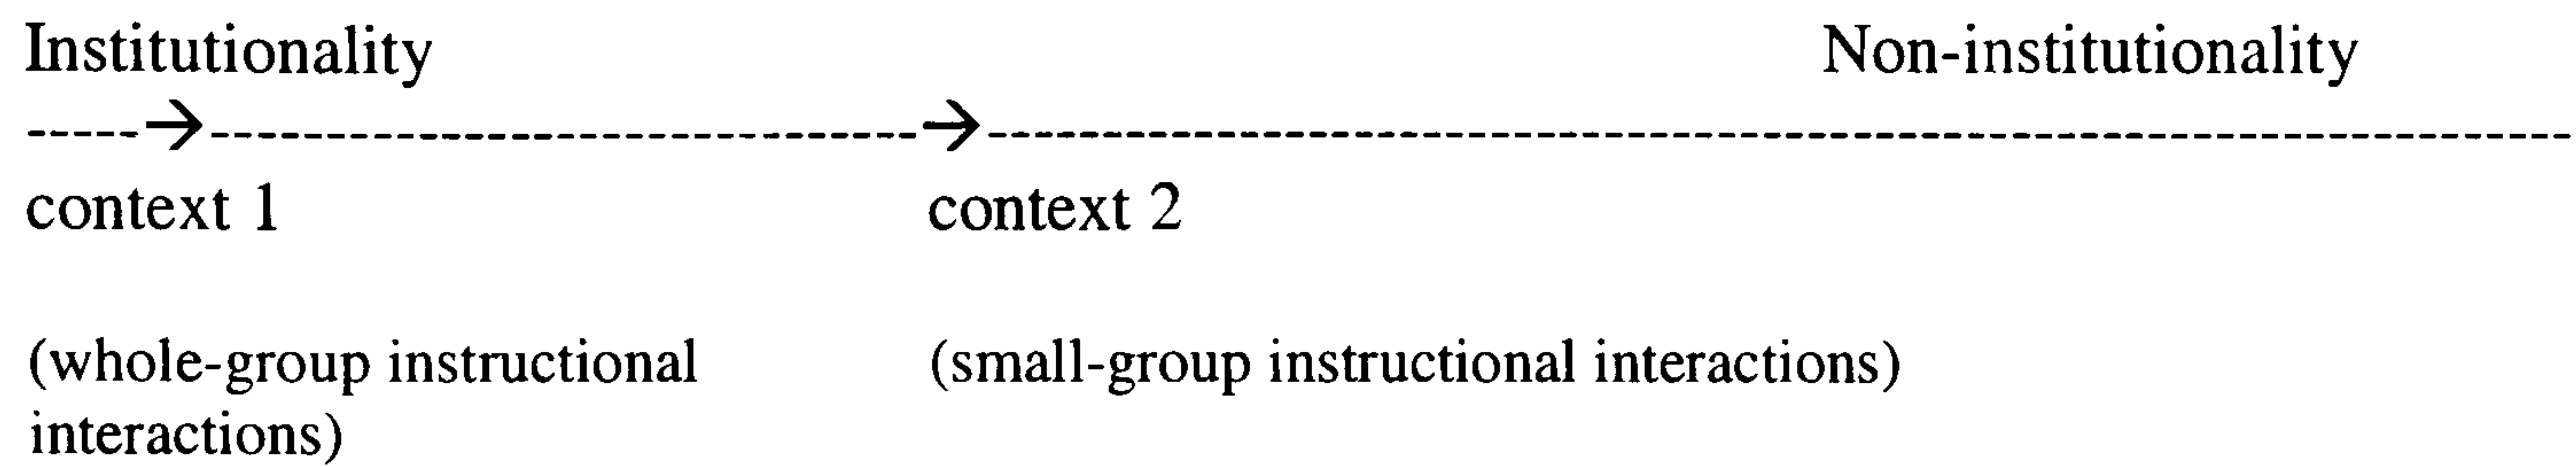 Institutionality Non-institutionality
-----→--------------------------------→------------------------------------------------------------------------
context 1 context 2
(whole-group instructional (small-group instructional interactions)
interactions)